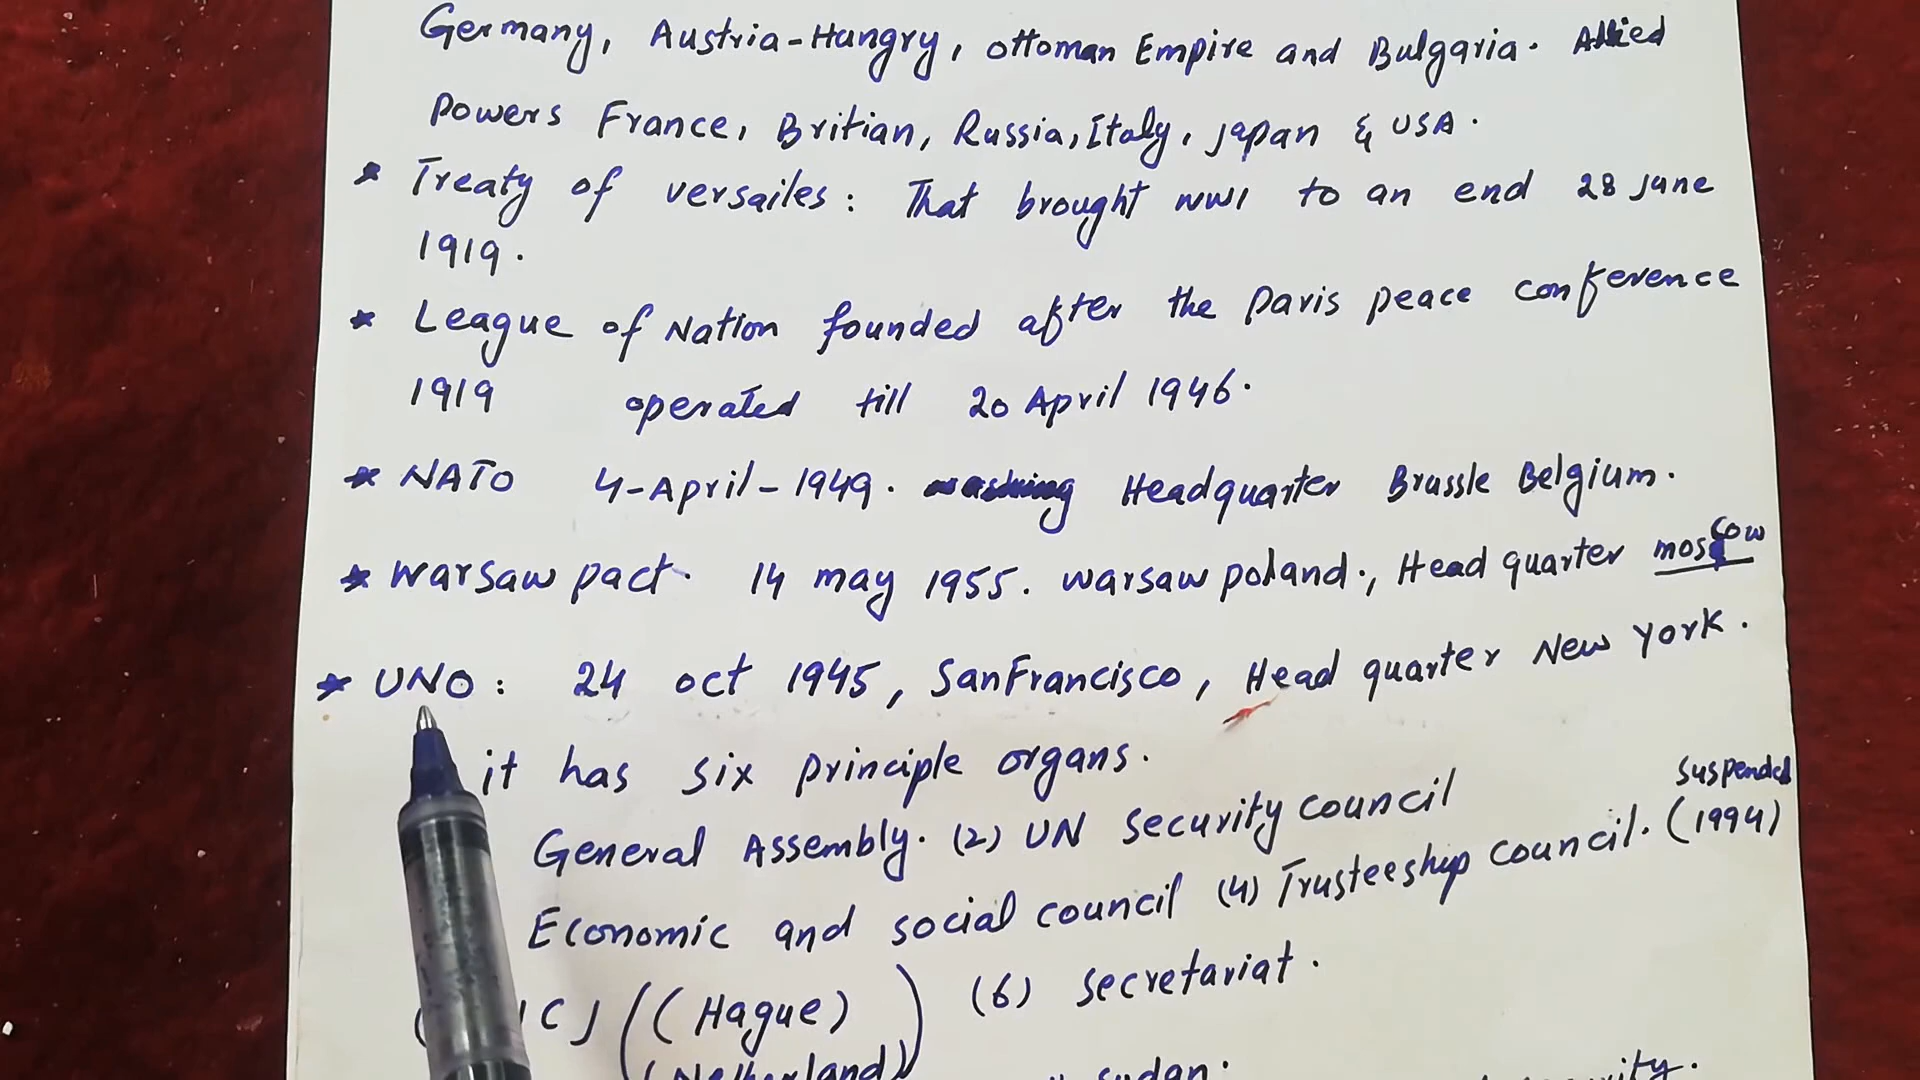 Germany, Austria-Hungry, ottoman Empire and Bulgaria. Allied
Powers France, Britian, Russia, Italy, japan & USA.
* Treaty of versailes: That brought WW1 to an end 28 june
1919.
* League of Nation founded after the Paris peace conference
1919 operated till 20 April 1946.
* NATO 4-April-1949. Headquarter Brussle Belgium.
* Warsaw pact. 14 may 1955. Warsaw poland., Head quarter moscow
* UNO: 24 oct 1945, SanFrancisco, Head quarter New York.
it has six principle organs.
suspended
General Assembly. (2) UN Security council
Economic and social council (4) Trusteeship council. (1994)
ICJ ((Hague) (6) Secretariat.
(Netherland)) sudan.